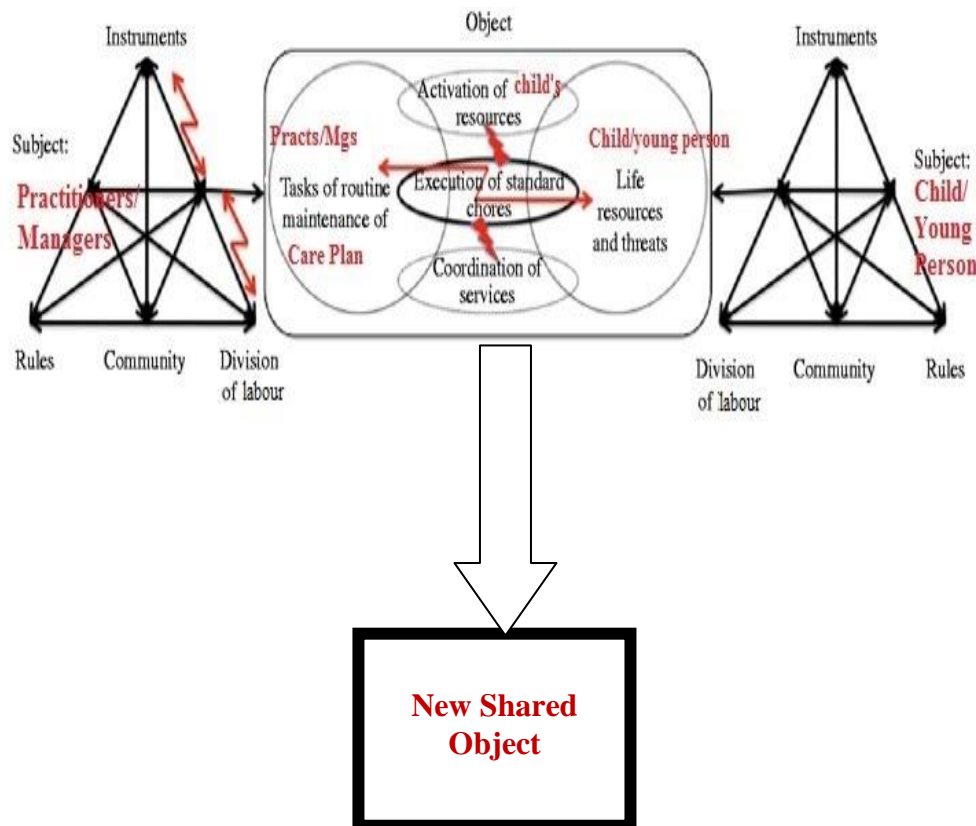 Object
Instruments
Instruments
Activation of child's
resources
Practs/Mgs
Child/young person
Subject:
Practitioners/
Managers
Tasks of routine
maintenance of
Care Plan
Execution of standard
chores
Life
resources
and threats
Subject:
Child/
Young
Person
Coordination of
services
Rules
Community
Division
of labour
Division
of labour
Community
Rules
New Shared
Object